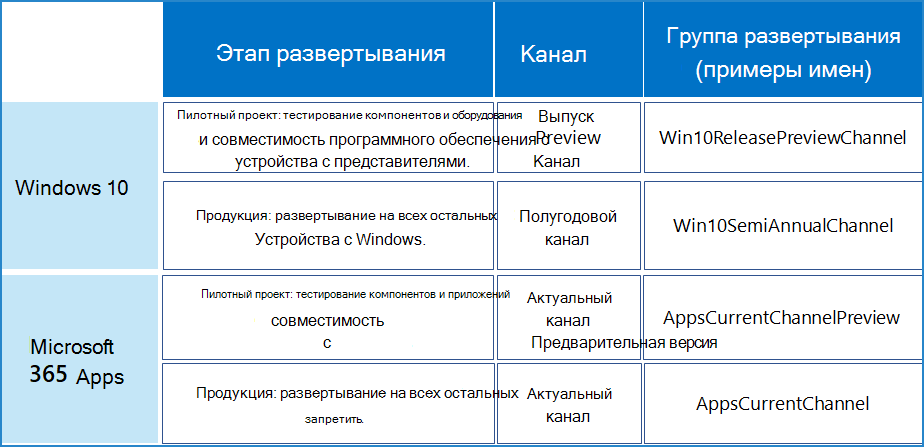 Этап развертывания
Канал
Группа развертывания
(примеры имен)
Windows 10
Пилотный проект: тестирование компонентов и оборудования
и совместимость программного обеспечения с
устройства с представителями.
Выпуск
Preview
Канал
Win10ReleasePreviewChannel
Продукция: развертывание на всех остальных
Устройства с Windows.
Полугодовой
канал
Win10SemiAnnualChannel
Microsoft
365 Apps
Пилотный проект: тестирование компонентов и приложений
совместимость
с
Актуальный
канал
Предварительная версия
AppsCurrentChannelPreview
Продукция: развертывание на всех остальных
запретить.
Актуальный
канал
AppsCurrentChannel